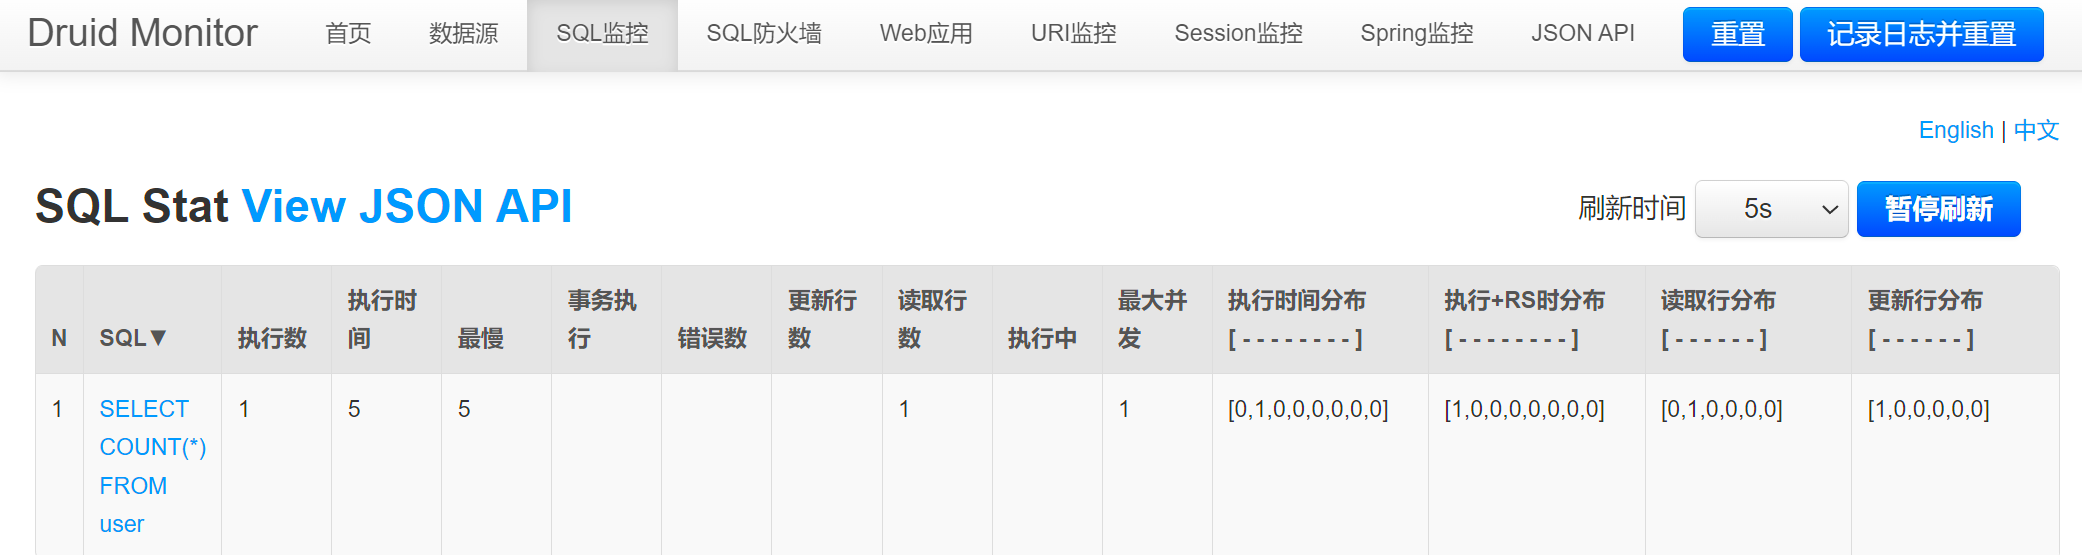 Druid Monitor 首页 数据源 SQL监控 SQL防火墙 Web应用 URI监控 Session监控 Spring监控 JSON API 重置 记录日志并重置
English | 中文
SQL Stat View JSON API 刷新时间 5s 暂停刷新
N SQL▼ 执行数 执行时间 最慢 事务执行 错误数 更新行数 读取行数 执行中 最大并发 执行时间分布 [ - - - - - - - - ] 执行+RS时分布 [ - - - - - - - - ] 读取行分布 [ - - - - - - ] 更新行分布 [ - - - - - - ]
1 SELECT COUNT(*) FROM user 1 5 5 1 1 [0,1,0,0,0,0,0,0] [1,0,0,0,0,0,0,0] [0,1,0,0,0,0] [1,0,0,0,0,0]